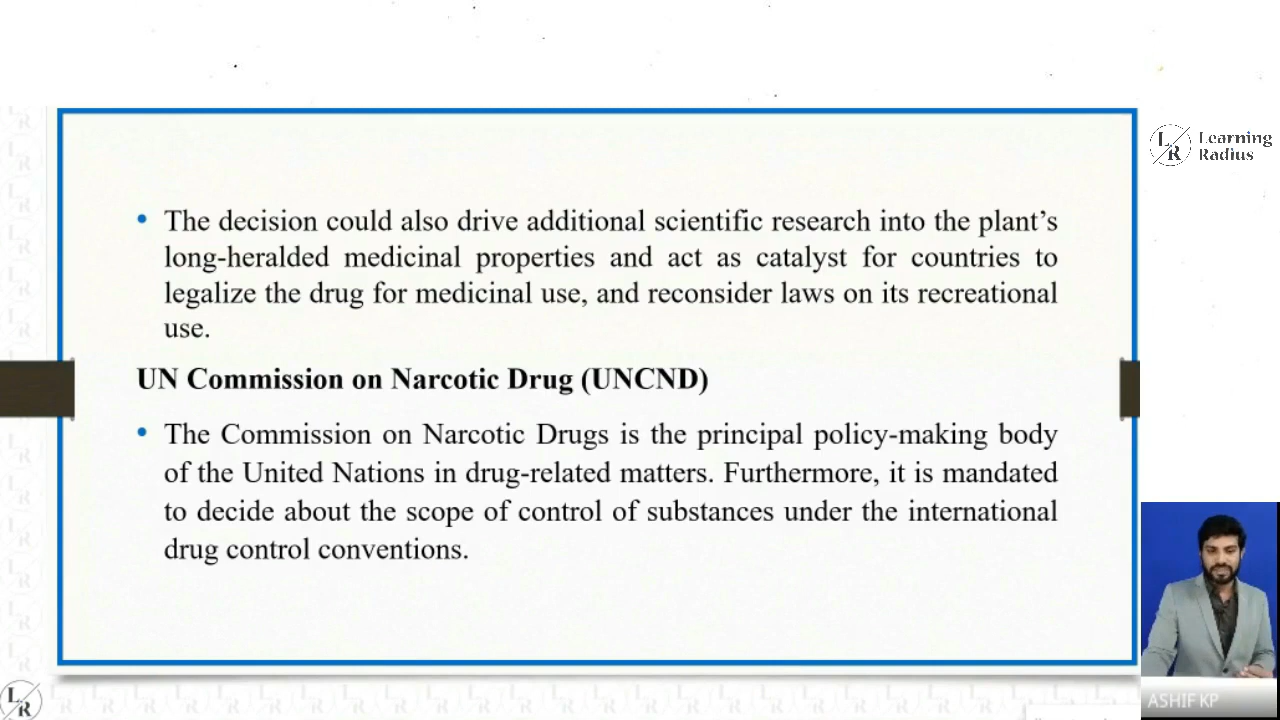 • The decision could also drive additional scientific research into the plant’s
long-heralded medicinal properties and act as catalyst for countries to
legalize the drug for medicinal use, and reconsider laws on its recreational
use.
UN Commission on Narcotic Drug (UNCND)
• The Commission on Narcotic Drugs is the principal policy-making body
of the United Nations in drug-related matters. Furthermore, it is mandated
to decide about the scope of control of substances under the international
drug control conventions.
L R Learning
Radius
L R
ASHIF KP